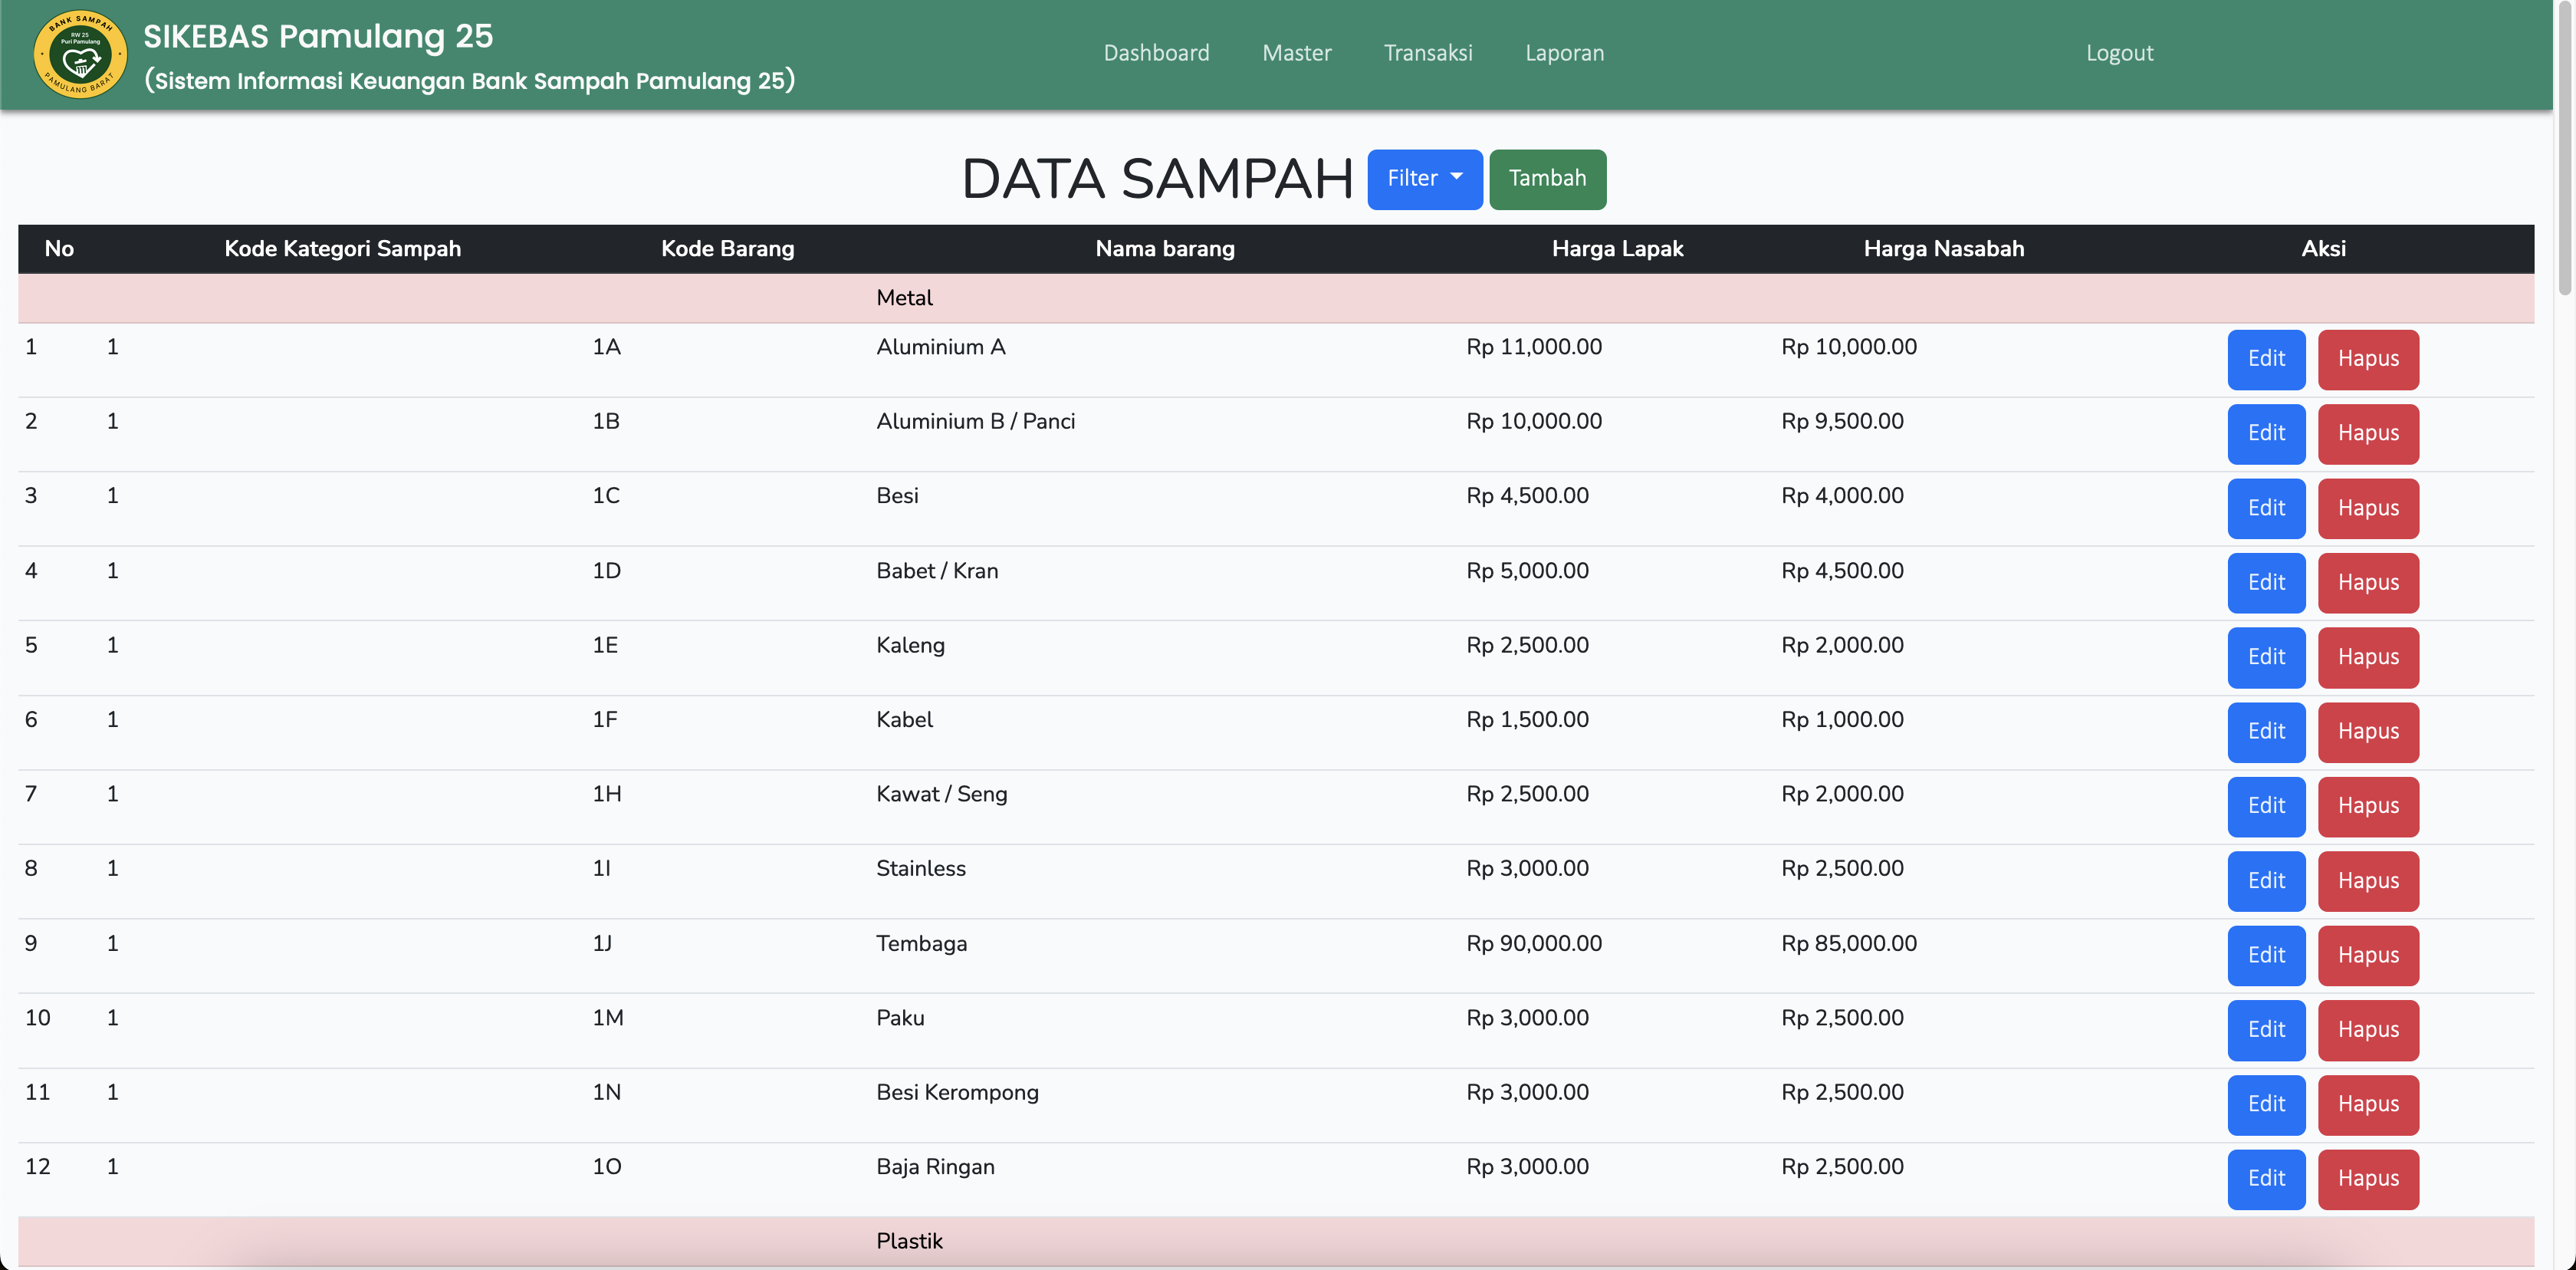 BANK SAMPAH
RW 25
Puri Pamulang
PAMULANG BARAT
SIKEBAS Pamulang 25
(Sistem Informasi Keuangan Bank Sampah Pamulang 25)
Dashboard Master Transaksi Laporan Logout
DATA SAMPAH Filter Tambah
No Kode Kategori Sampah Kode Barang Nama barang Harga Lapak Harga Nasabah Aksi
Metal
1 1 1A Aluminium A Rp 11,000.00 Rp 10,000.00 Edit Hapus
2 1 1B Aluminium B / Panci Rp 10,000.00 Rp 9,500.00 Edit Hapus
3 1 1C Besi Rp 4,500.00 Rp 4,000.00 Edit Hapus
4 1 1D Babet / Kran Rp 5,000.00 Rp 4,500.00 Edit Hapus
5 1 1E Kaleng Rp 2,500.00 Rp 2,000.00 Edit Hapus
6 1 1F Kabel Rp 1,500.00 Rp 1,000.00 Edit Hapus
7 1 1H Kawat / Seng Rp 2,500.00 Rp 2,000.00 Edit Hapus
8 1 1I Stainless Rp 3,000.00 Rp 2,500.00 Edit Hapus
9 1 1J Tembaga Rp 90,000.00 Rp 85,000.00 Edit Hapus
10 1 1M Paku Rp 3,000.00 Rp 2,500.00 Edit Hapus
11 1 1N Besi Kerompong Rp 3,000.00 Rp 2,500.00 Edit Hapus
12 1 1O Baja Ringan Rp 3,000.00 Rp 2,500.00 Edit Hapus
Plastik